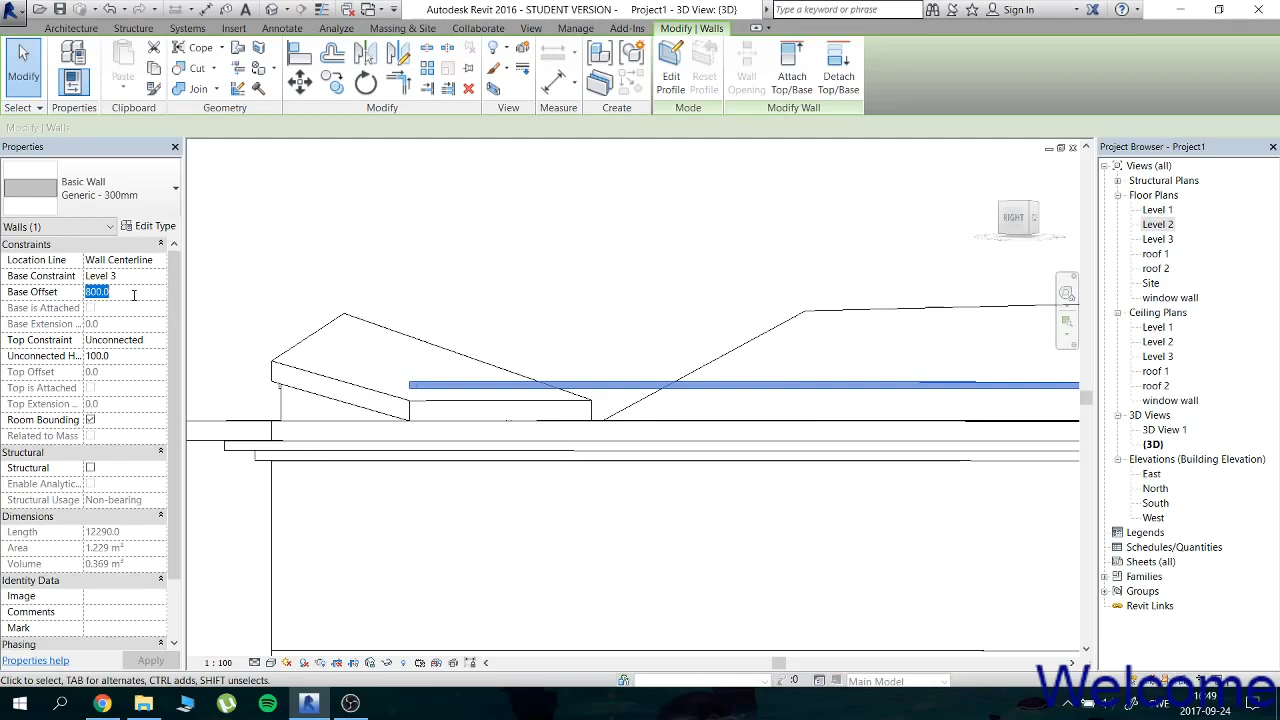 Autodesk Revit 2016 - STUDENT VERSION - Project1 - 3D View: {3D}
Type a keyword or phrase
Sign In
Architecture Structure Systems Insert Annotate Analyze Massing & Site Collaborate View Manage Add-Ins Modify | Walls
Modify
Paste
Cope
Cut
Join
Edit Profile
Reset Profile
Wall Opening
Attach Top/Base
Detach Top/Base
Select Properties Clipboard Geometry Modify View Measure Create Mode Modify Wall
Modify | Walls
Properties
Basic Wall
Generic - 300mm
Walls (1)
Edit Type
Constraints
Location Line Wall Centerline
Base Constraint Level 3
Base Offset 800.0
Base is Attached
Base Extension ... 0.0
Top Constraint Unconnected
Unconnected H... 100.0
Top Offset 0.0
Top is Attached
Top Extension ... 0.0
Room Bounding
Related to Mass
Structural
Structural
Enable Analytic...
Structural Usage Non-bearing
Dimensions
Length 12290.0
Area 1.229 m²
Volume 0.369 m³
Identity Data
Image
Comments
Mark
Phasing
Properties help
Apply
RIGHT
Project Browser - Project1
Views (all)
Structural Plans
Floor Plans
Level 1
Level 2
Level 3
roof 1
roof 2
Site
window wall
Ceiling Plans
Level 1
Level 2
Level 3
roof 1
roof 2
window wall
3D Views
3D View 1
{3D}
Elevations (Building Elevation)
East
North
South
West
Legends
Schedules/Quantities
Sheets (all)
Families
Groups
Revit Links
1 : 100
Click to select, TAB for alternates, CTRL adds, SHIFT unselects.
:0
Main Model
Welcome
SWE
10:49
2017-09-24